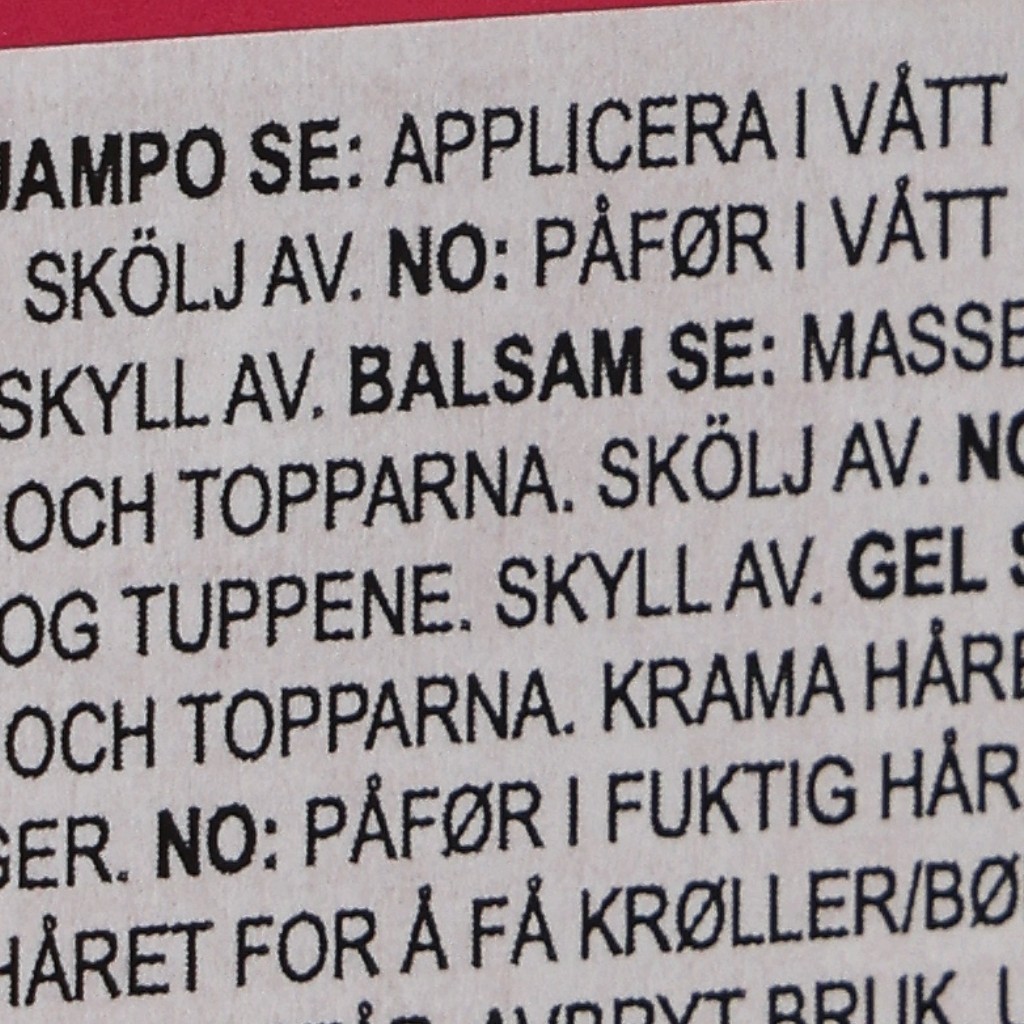 JAMPO SE: APPLICERA I VÅTT
SKÖLJ AV. NO: PÅFØR I VÅTT
SKYLL AV. BALSAM SE: MASSE
OCH TOPPARNA. SKÖLJ AV. NO
OG TUPPENE. SKYLL AV. GEL S
OCH TOPPARNA. KRAMA HÅRE
GER. NO: PÅFØR I FUKTIG HÅR
HÅRET FOR Å FÅ KRØLLER/BØ
AVBRYT BRUK.